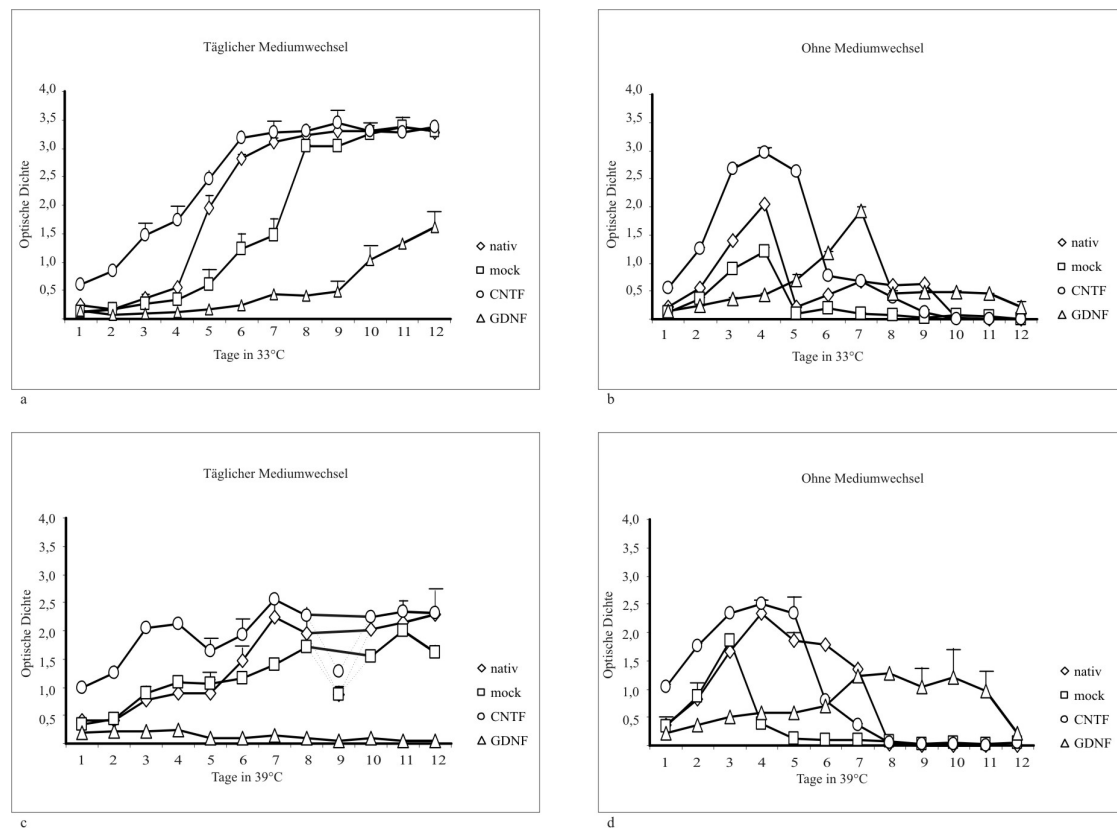 Täglicher Mediumwechsel
4,0
3,5
3,0
2,5
2,0
1,5
1,0
0,5
Optische Dichte
1 2 3 4 5 6 7 8 9 10 11 12
Tage in 33°C
nativ
mock
CNTF
GDNF
a
Ohne Mediumwechsel
4,0
3,5
3,0
2,5
2,0
1,5
1,0
0,5
Optische Dichte
1 2 3 4 5 6 7 8 9 10 11 12
Tage in 33°C
nativ
mock
CNTF
GDNF
b
Täglicher Mediumwechsel
4,0
3,5
3,0
2,5
2,0
1,5
1,0
0,5
Optische Dichte
1 2 3 4 5 6 7 8 9 10 11 12
Tage in 39°C
nativ
mock
CNTF
GDNF
c
Ohne Mediumwechsel
4,0
3,5
3,0
2,5
2,0
1,5
1,0
0,5
Optische Dichte
1 2 3 4 5 6 7 8 9 10 11 12
Tage in 39°C
nativ
mock
CNTF
GDNF
d